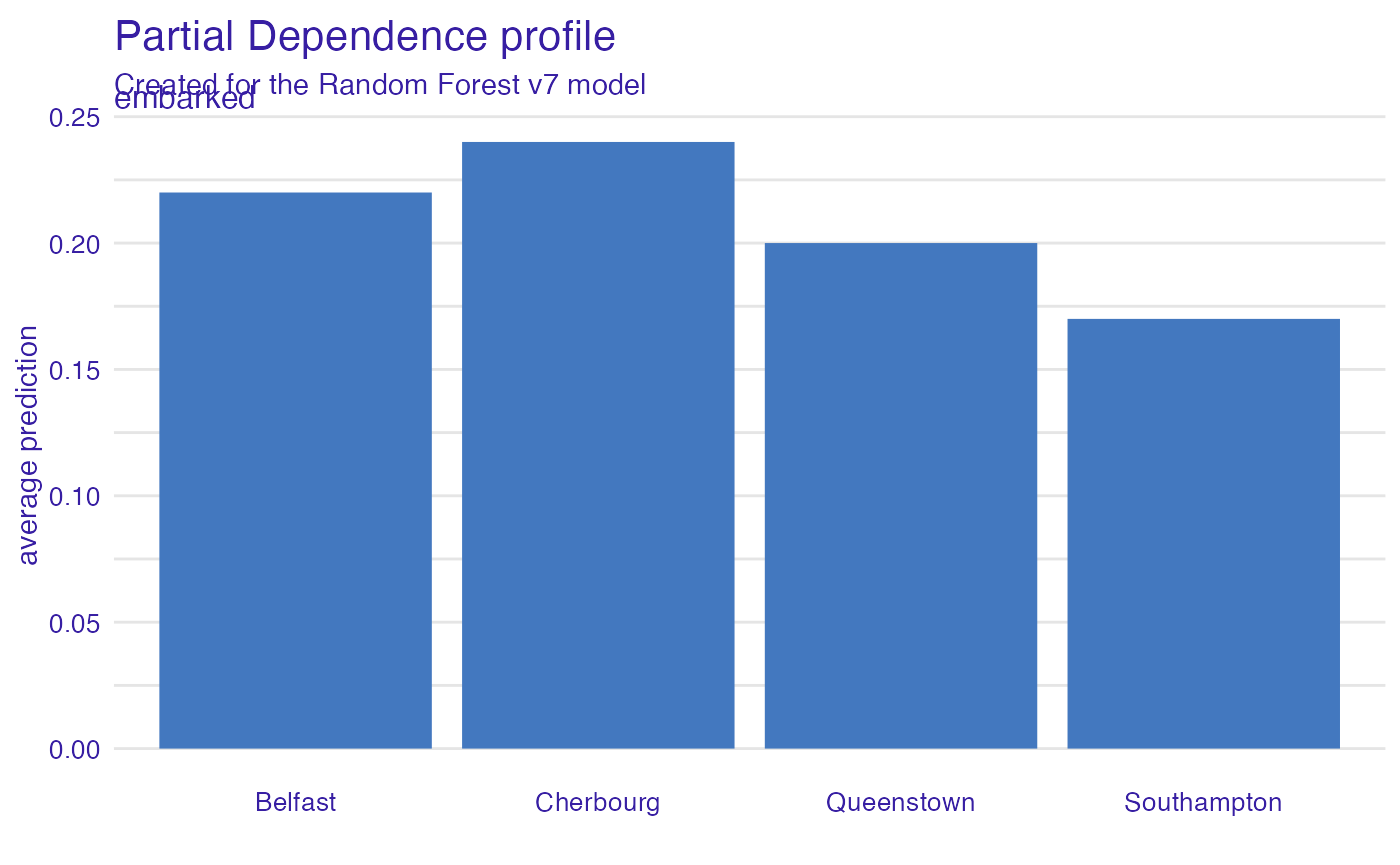 Partial Dependence profile
Created for the Random Forest v7 model
embarked
0.25
0.20
0.15
0.10
0.05
0.00
average prediction
Belfast Cherbourg Queenstown Southampton